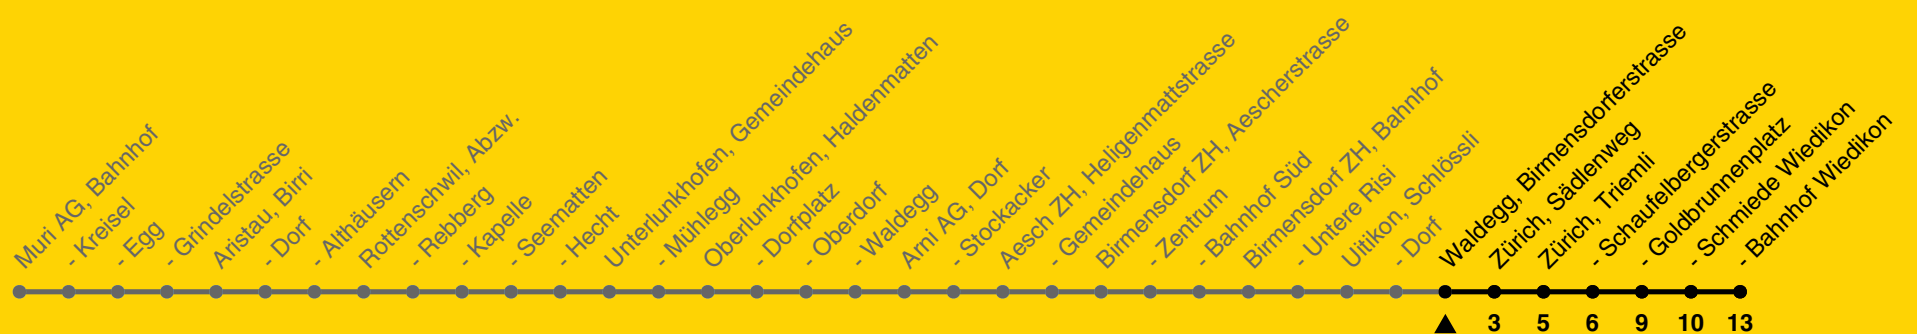 Muri AG, Bahnhof
- Kreisel
- Egg
- Grindelstrasse
Aristau, Birri
- Dorf
- Althäusern
Rottenschwil, Abzw.
- Rebberg
- Kapelle
- Seematten
- Hecht
Unterlunkhofen, Gemeindehaus
- Mühlegg
Oberlunkhofen, Haldenmatten
- Dorfplatz
- Oberdorf
- Waldegg
Arni AG, Dorf
- Stockacker
Aesch ZH, Heligenmattstrasse
- Gemeindehaus
Birmensdorf ZH, Aescherstrasse
- Zentrum
- Bahnhof Süd
Birmensdorf ZH, Bahnhof
- Untere Risi
Uitikon, Schlössli
- Dorf
Waldegg, Birmensdorferstrasse
Zürich, Sädlenweg
Zürich, Triemli
- Schaufelbergerstrasse
- Goldbrunnenplatz
- Schmiede Wiedikon
- Bahnhof Wiedikon
3 5 6 9 10 13